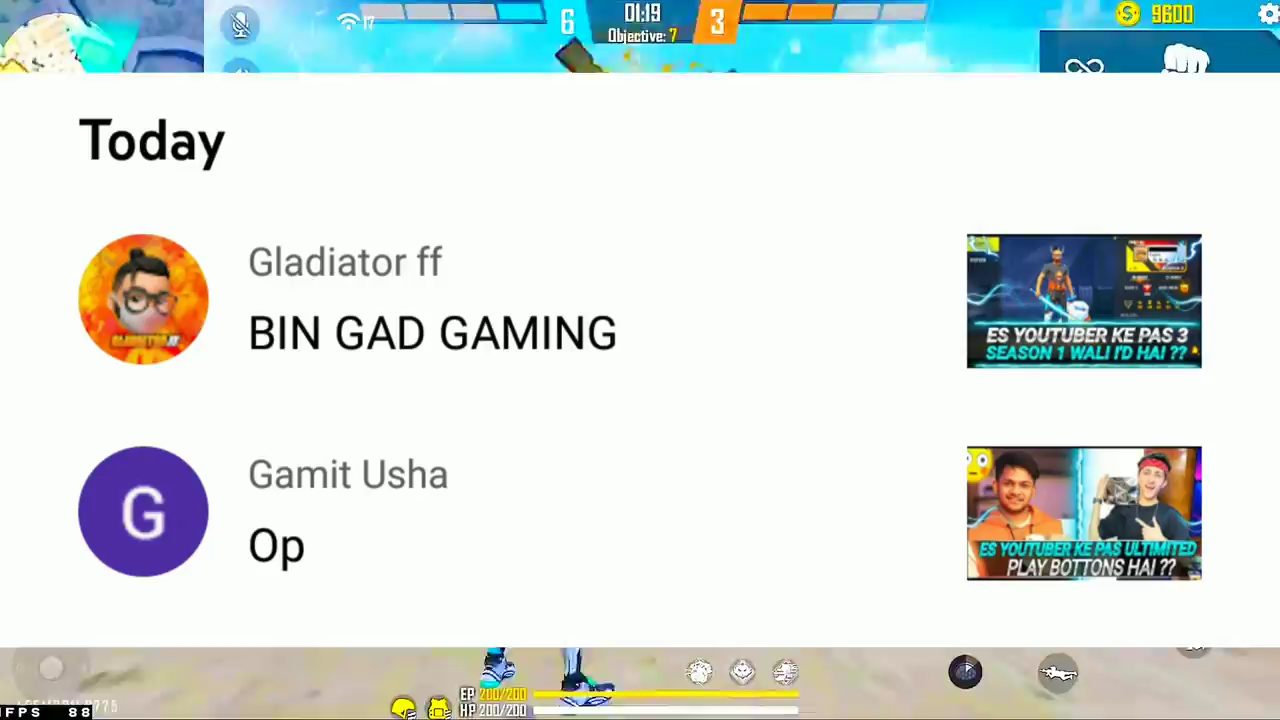 17
6
01:19
Objective: 7
3
9600
Today
Gladiator ff
BIN GAD GAMING
ES YOUTUBER KE PAS 3
SEASON 1 WALI I'D HAI ??
G
Gamit Usha
Op
ES YOUTUBER KE PAS ULTIMITED
PLAY BOTTONS HAI ??
EP 200/200
HP 200/200
FPS 88